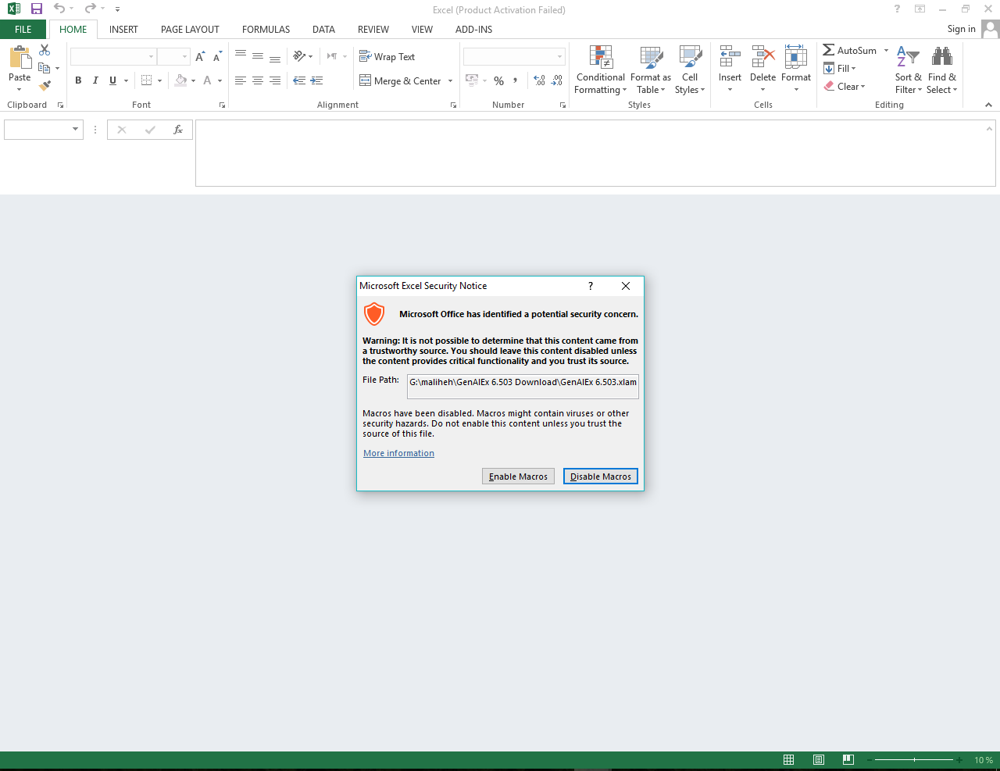 Excel (Product Activation Failed)
FILE HOME INSERT PAGE LAYOUT FORMULAS DATA REVIEW VIEW ADD-INS Sign in
Paste
Clipboard
B I U A
Font
Wrap Text
Merge & Center
Alignment
%
Number
Conditional Formatting
Format as Table
Cell Styles
Styles
Insert
Delete
Format
Cells
AutoSum
Fill
Clear
Sort & Filter
Find & Select
Editing
fx
Microsoft Excel Security Notice
Microsoft Office has identified a potential security concern.
Warning: It is not possible to determine that this content came from
a trustworthy source. You should leave this content disabled unless
the content provides critical functionality and you trust its source.
File Path: G:\maliheh\GenAlEx 6.503 Download\GenAlEx 6.503.xlam
Macros have been disabled. Macros might contain viruses or other
security hazards. Do not enable this content unless you trust the
source of this file.
More information
Enable Macros Disable Macros
10 %